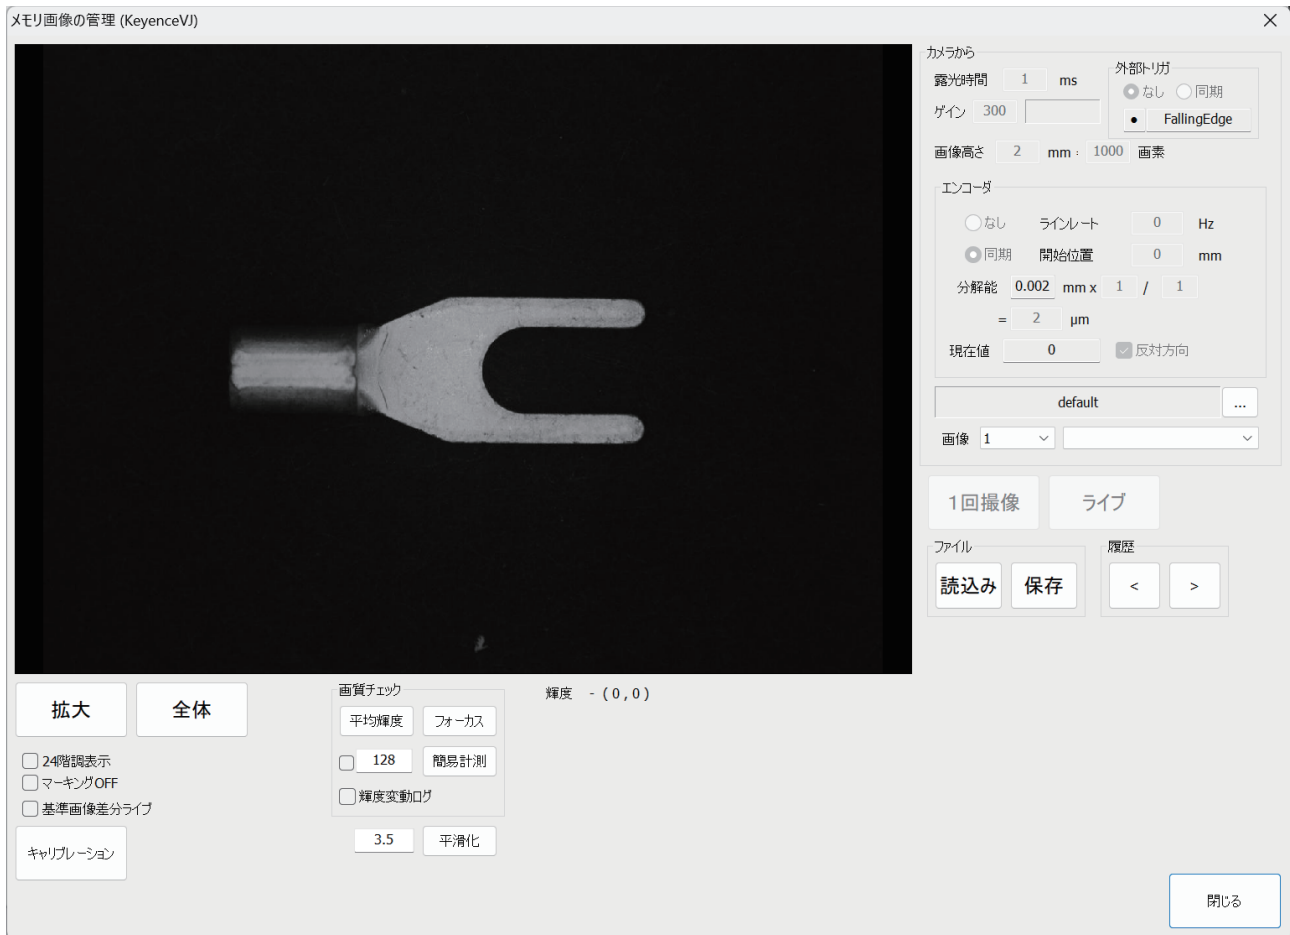 メモリ画像の管理 (KeyenceVJ)
カメラから
露光時間 1 ms
外部トリガ
なし 同期
ゲイン 300
● FallingEdge
画像高さ 2 mm : 1000 画素
エンコーダ
なし ラインレート 0 Hz
同期 開始位置 0 mm
分解能 0.002 mm x 1 / 1
= 2 μm
現在値 0 反対方向
default ...
画像 1
1回撮像 ライブ
ファイル
読込み 保存
履歴
< >
拡大 全体
24階調表示
マーキングOFF
基準画像差分ライブ
キャリブレーション
画質チェック
平均輝度 フォーカス
128 簡易計測
輝度変動ログ
3.5 平滑化
輝度 - ( 0 , 0 )
閉じる